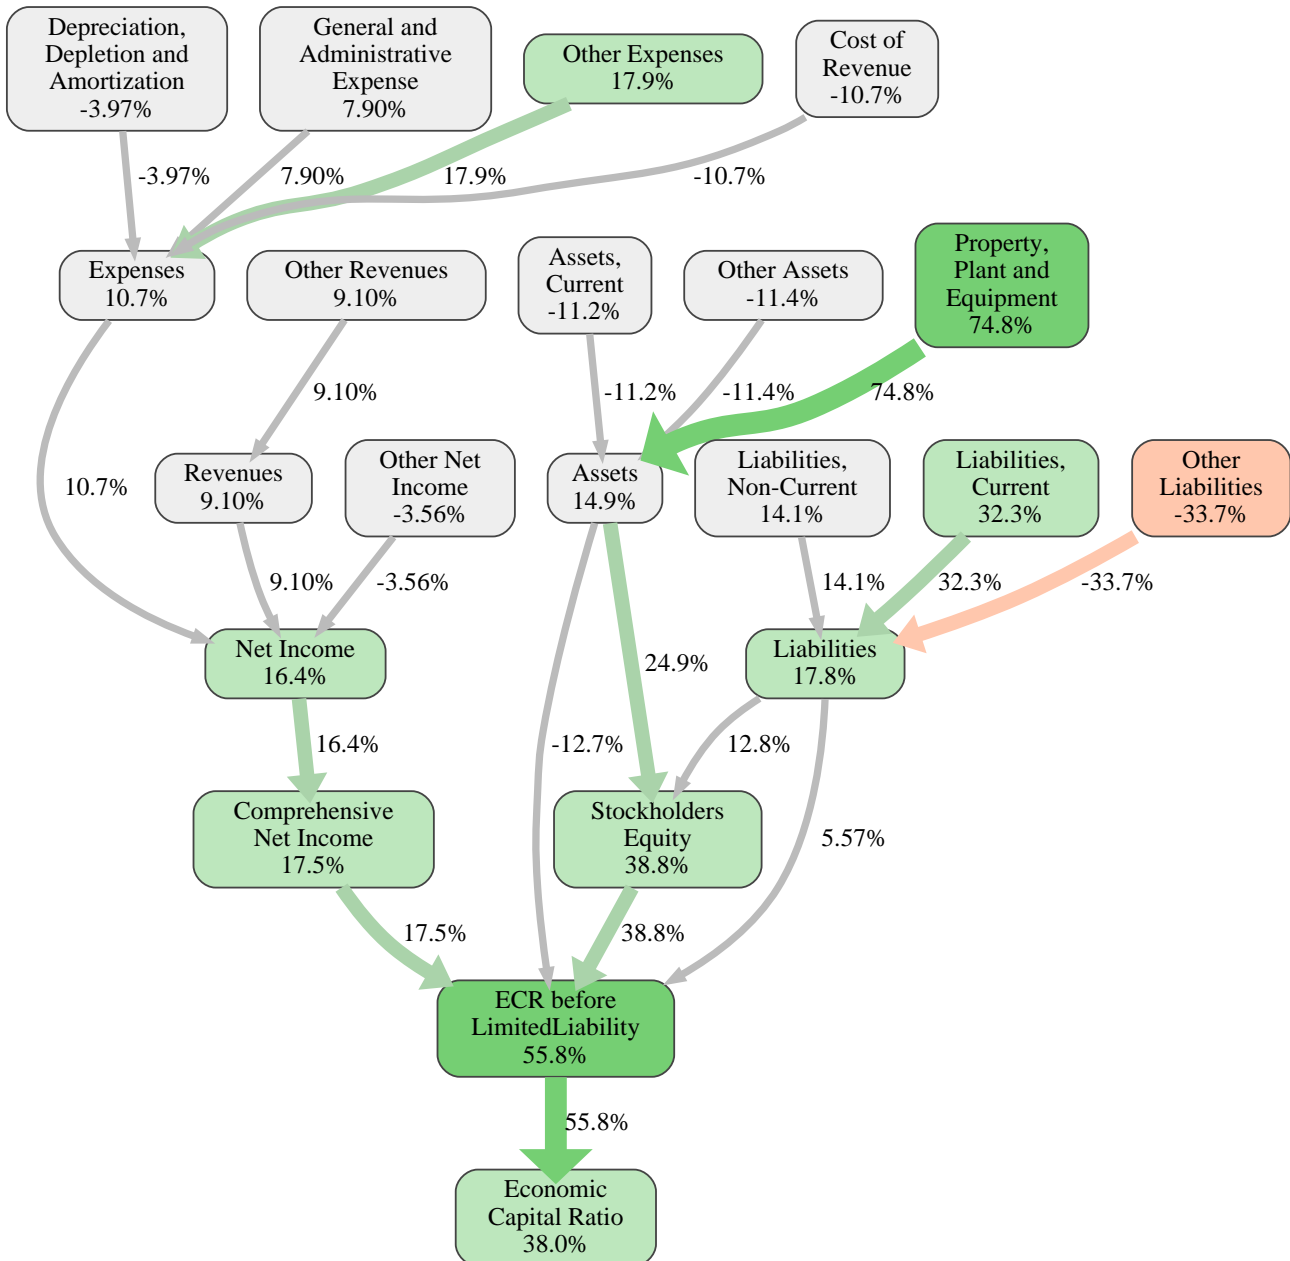 Depreciation,
Depletion and
Amortization
-3.97%
General and
Administrative
Expense
7.90%
Other Expenses
17.9%
Cost of
Revenue
-10.7%
-3.97%
7.90%
17.9%
-10.7%
Expenses
10.7%
Other Revenues
9.10%
Assets,
Current
-11.2%
Other Assets
-11.4%
Property,
Plant and
Equipment
74.8%
9.10%
-11.2%
-11.4%
74.8%
10.7%
Revenues
9.10%
Other Net
Income
-3.56%
Assets
14.9%
Liabilities,
Non-Current
14.1%
Liabilities,
Current
32.3%
Other
Liabilities
-33.7%
9.10%
-3.56%
14.1%
32.3%
-33.7%
Net Income
16.4%
24.9%
Liabilities
17.8%
16.4%
-12.7%
12.8%
Comprehensive
Net Income
17.5%
Stockholders
Equity
38.8%
5.57%
17.5%
38.8%
ECR before
LimitedLiability
55.8%
55.8%
Economic
Capital Ratio
38.0%